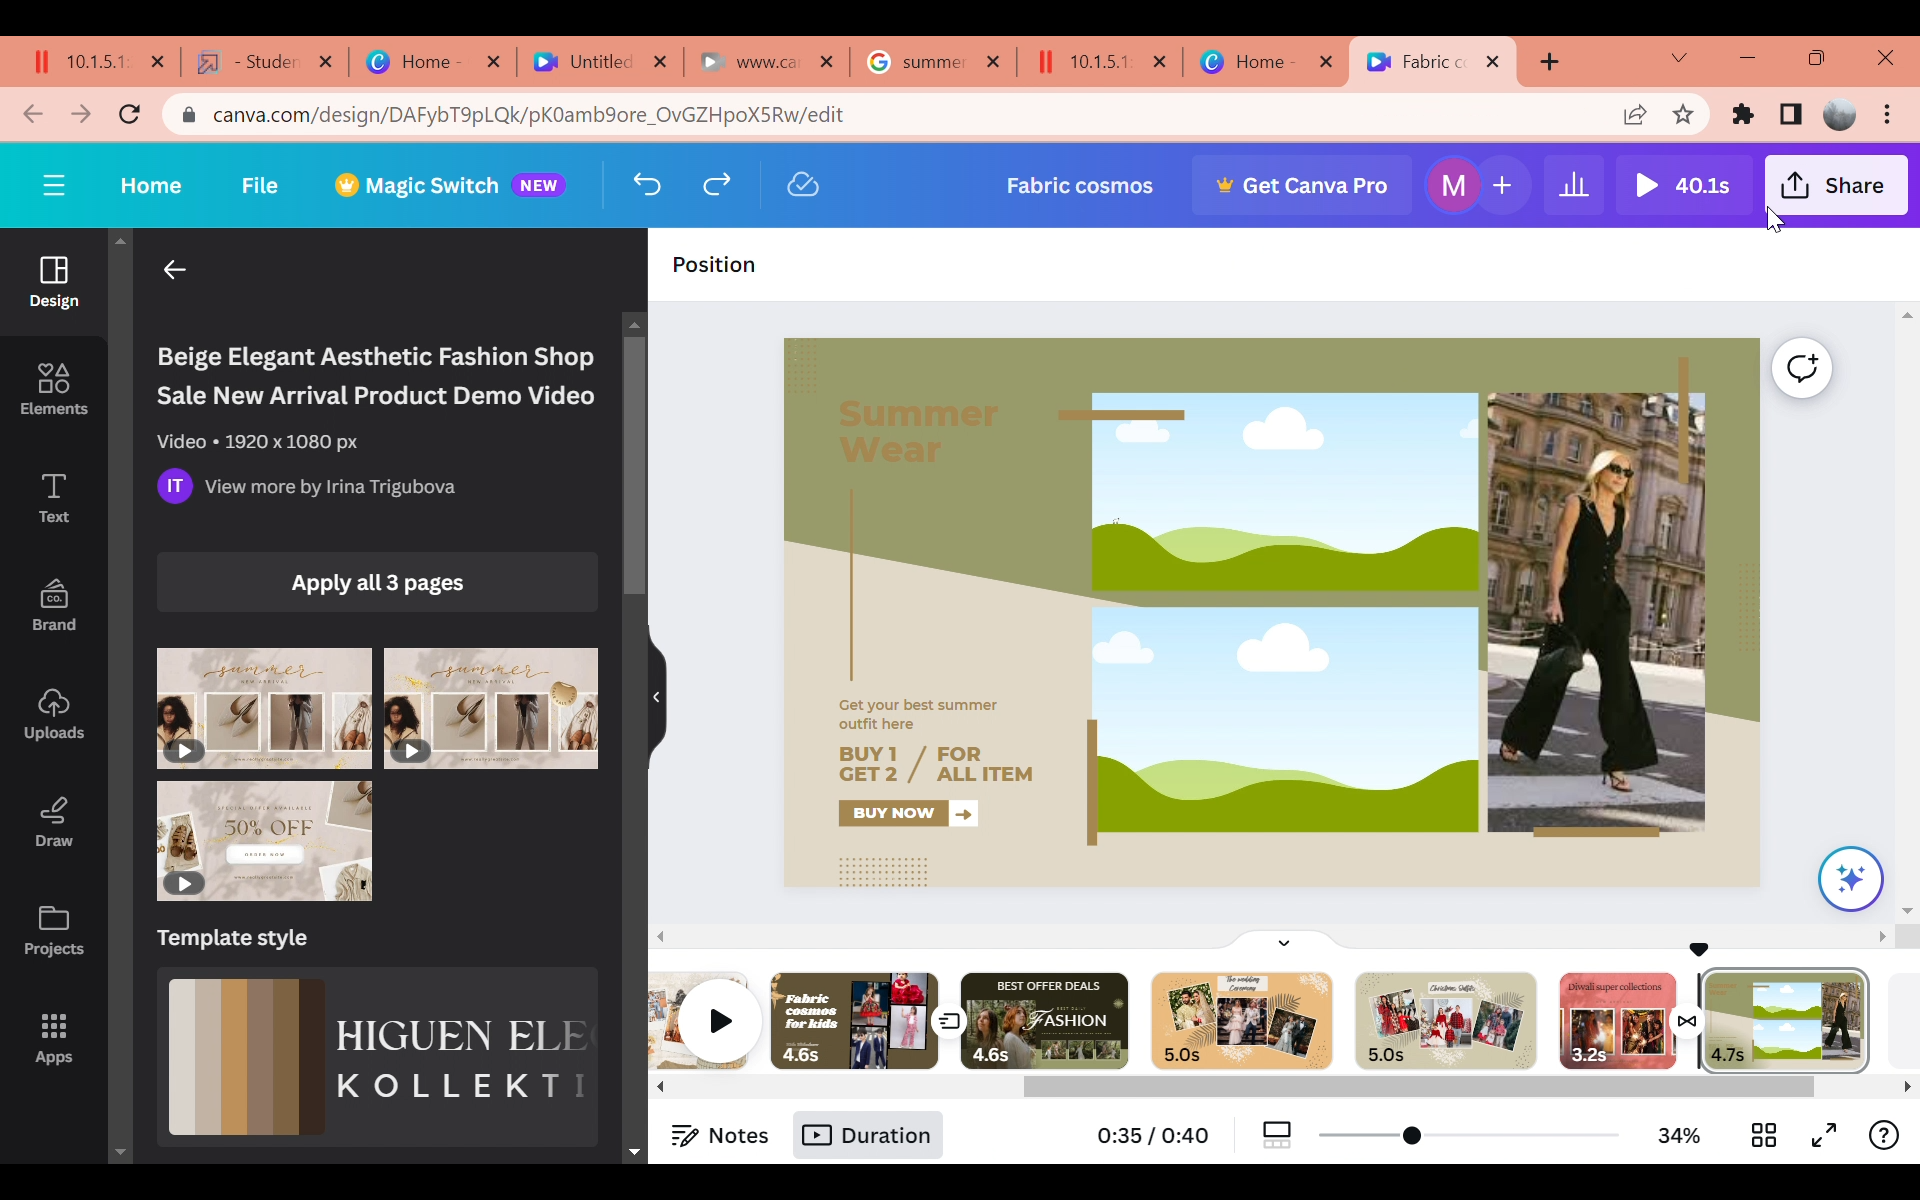 10.1.5.1:
- Studen
Home -
Untitled
www.ca
summer
10.1.5.1:
Home -
Fabric c
canva.com/design/DAFybT9pLQk/pK0amb9ore_OvGZHpoX5Rw/edit
Home
File
Magic Switch
NEW
Fabric cosmos
Get Canva Pro
M
+
40.1s
Share
Design
Elements
Text
Brand
Uploads
Draw
Projects
Apps
CO.
Beige Elegant Aesthetic Fashion Shop
Sale New Arrival Product Demo Video
Video • 1920 x 1080 px
IT
View more by Irina Trigubova
Apply all 3 pages
summer
NEW ARRIVAL
summer
NEW ARRIVAL
SPECIAL OFFER AVAILABLE
50% OFF
ORDER NOW
Template style
HIGUEN ELE
KOLLEKTI
Position
Summer
Wear
Get your best summer
outfit here
BUY 1 / FOR
GET 2 ALL ITEM
BUY NOW
Fabric
cosmos
for kids
4.6s
BEST OFFER DEALS
FASHION
4.6s
The wedding
Ceremony
5.0s
Christmas Outfits
5.0s
Diwali super collections
3.2s
4.7s
Notes
Duration
0:35 / 0:40
34%